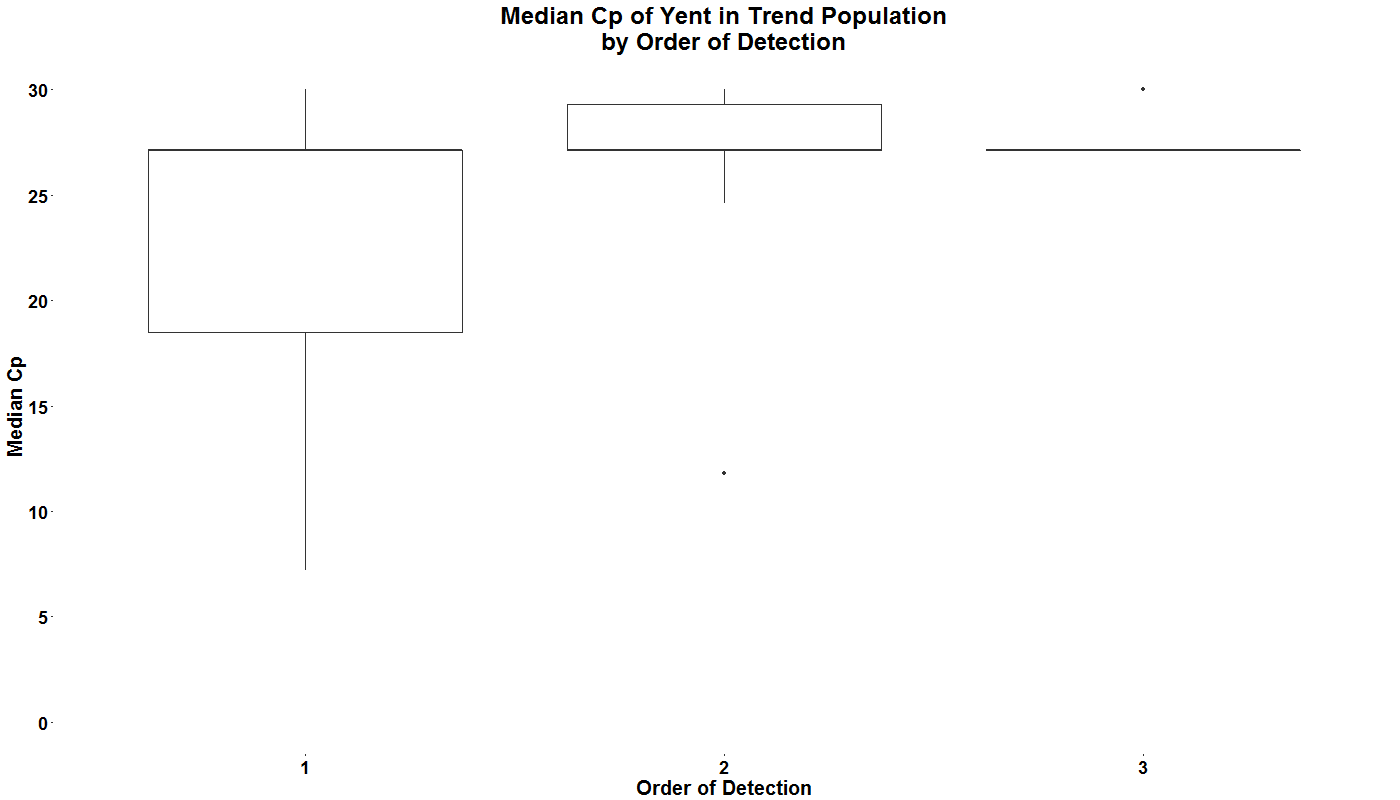 Median Cp of Yent in Trend Population
by Order of Detection
30
25
20
15
10
5
0
Median Cp
1 2 3
Order of Detection